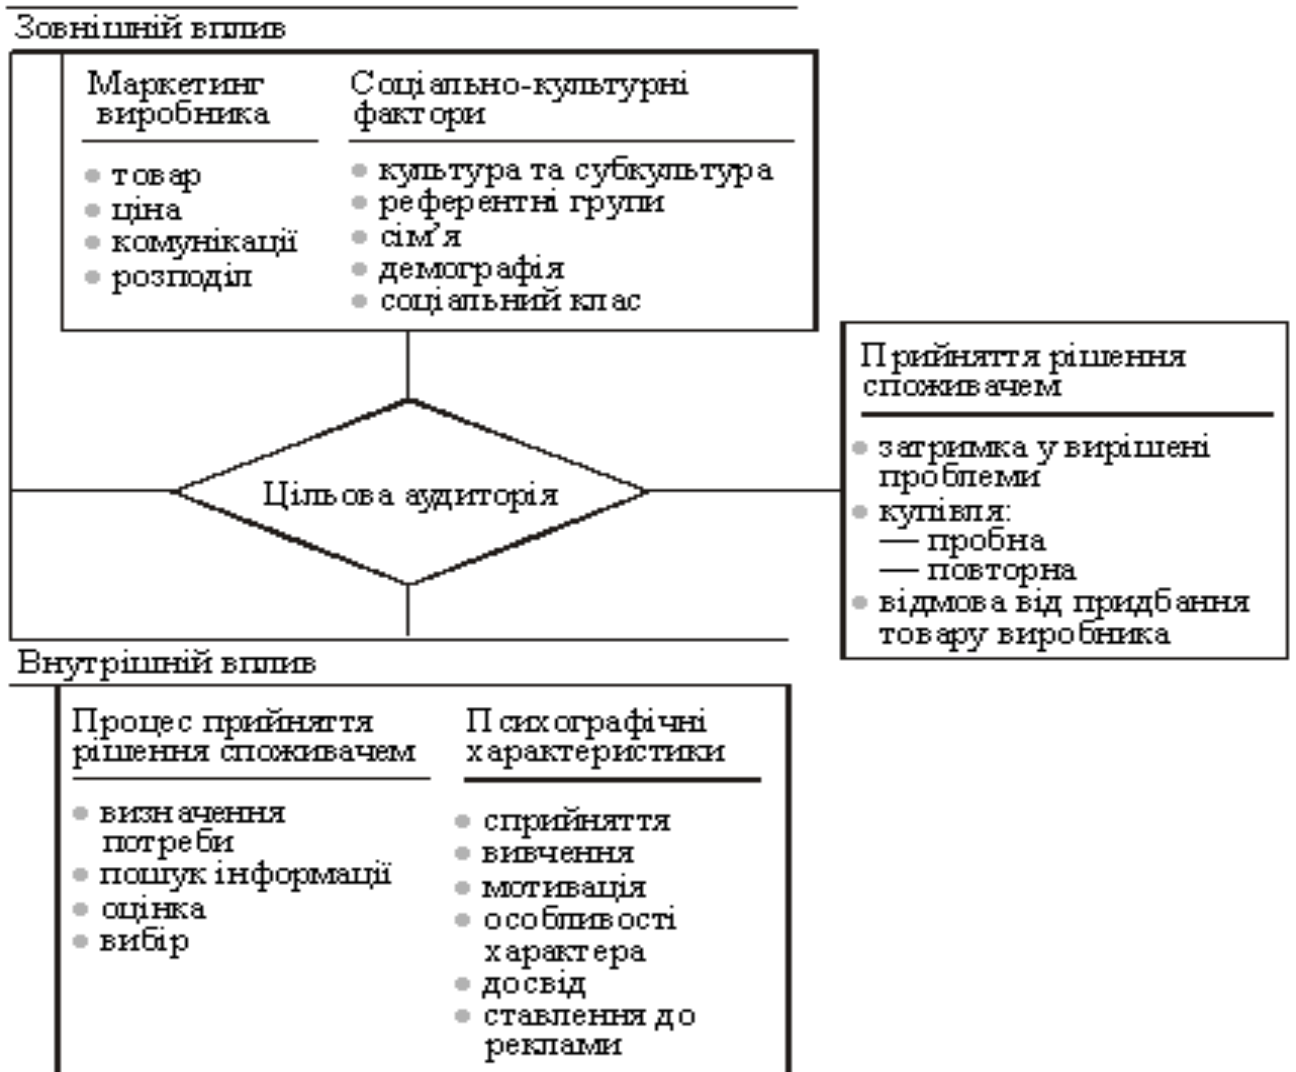 Зовнішній вплив
Маркетинг
виробника
• товар
• ціна
• комунікації
• розподіл
Соціально-культурні
фактори
• культура та субкультура
• референтні групи
• сім’я
• демографія
• соціальний клас
Цільова аудиторія
Прийняття рішення
споживачем
• затримка у вирішені
проблеми
• купівля:
— пробна
— повторна
• відмова від придбання
товару виробника
Внутрішній вплив
Процес прийняття
рішення споживачем
• визначення
потреби
• пошук інформації
• оцінка
• вибір
Психографічні
характеристики
• сприйняття
• вивчення
• мотивація
• особливості
характера
• досвід
• ставлення до
реклами